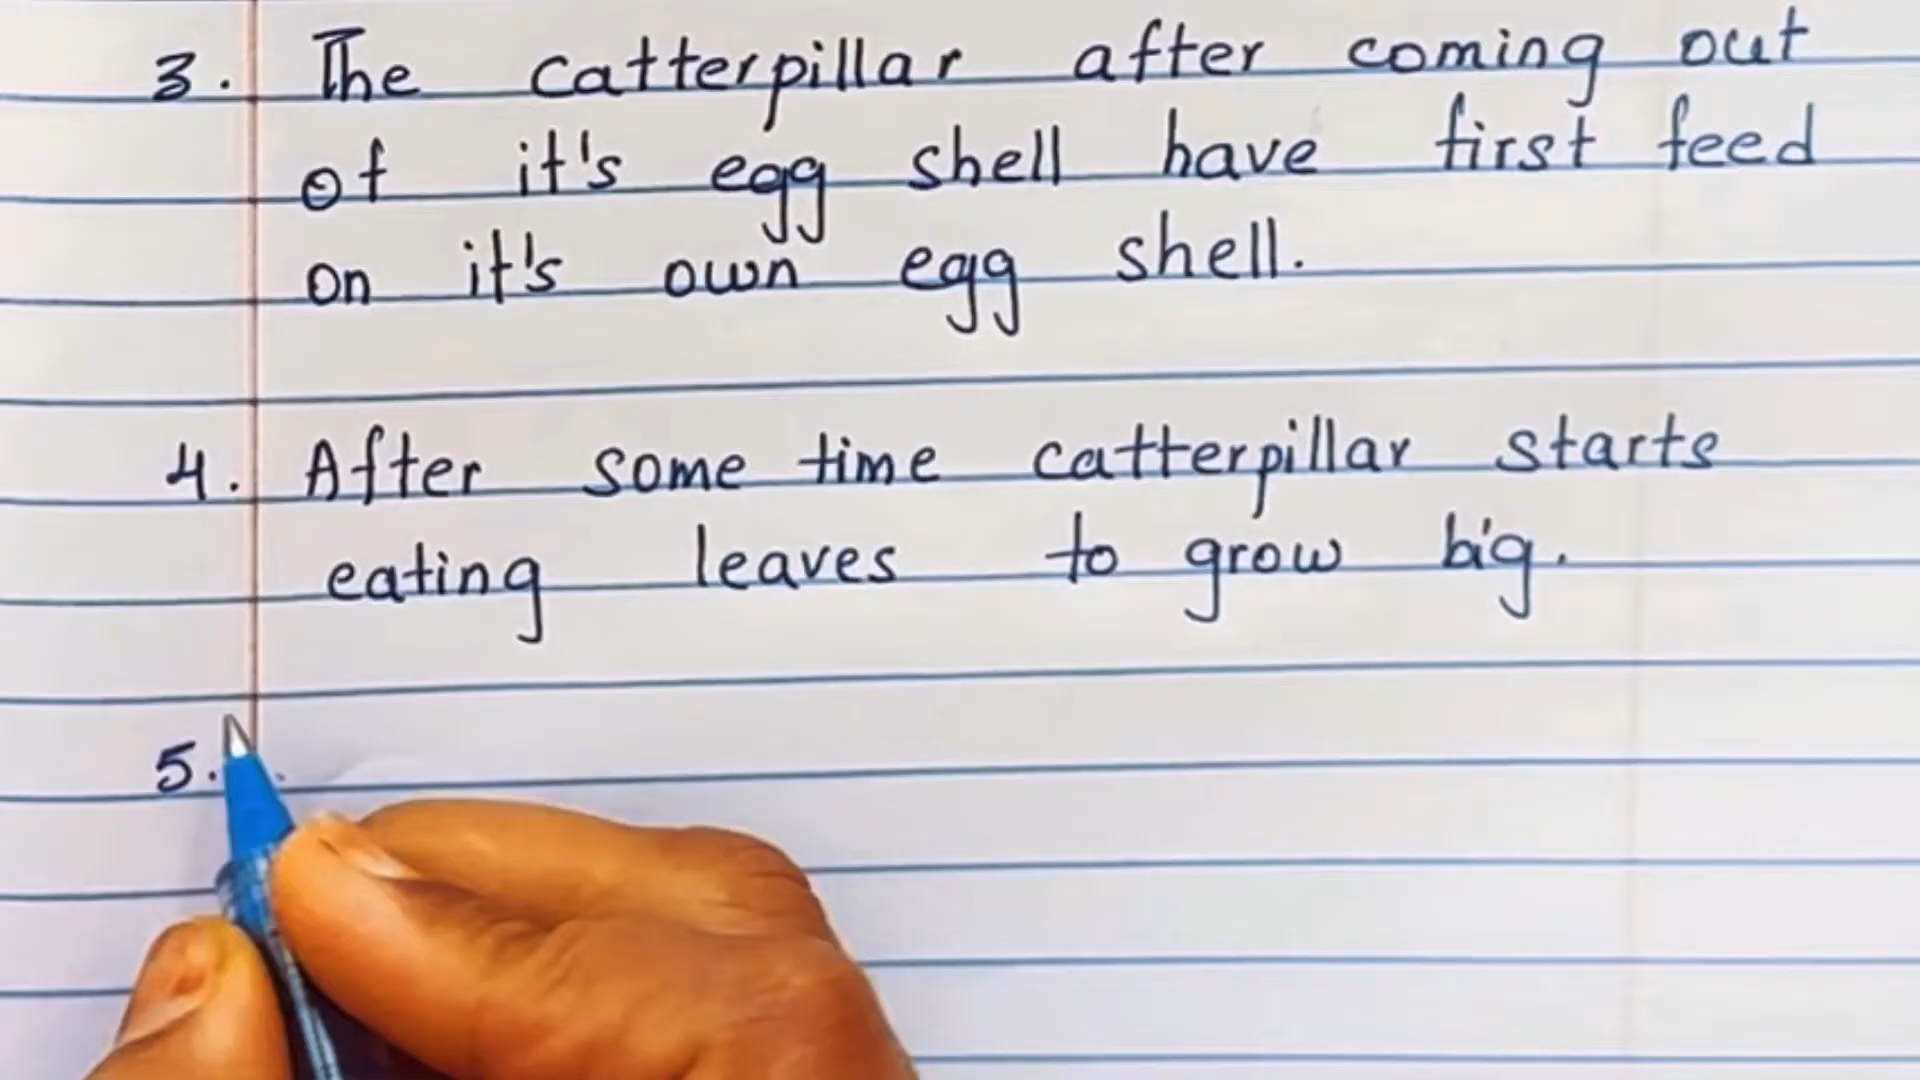 3. The catterpillar after coming out
of it's egg shell have first feed
on it's own egg shell.
4. After some time catterpillar starts
eating leaves to grow big.
5.